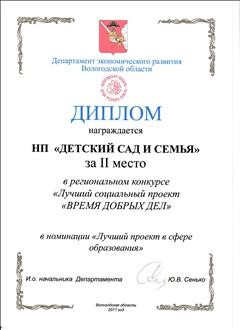 Департамент экономического развития
Вологодской области
ДИПЛОМ
награждается
НП «ДЕТСКИЙ САД И СЕМЬЯ»
за II место
в региональном конкурсе
«Лучший социальный проект
«ВРЕМЯ ДОБРЫХ ДЕЛ»
в номинации «Лучший проект в сфере
образования»
И.о. начальника Департамента
Ю.В. Сенько
Вологодская область
2017 год